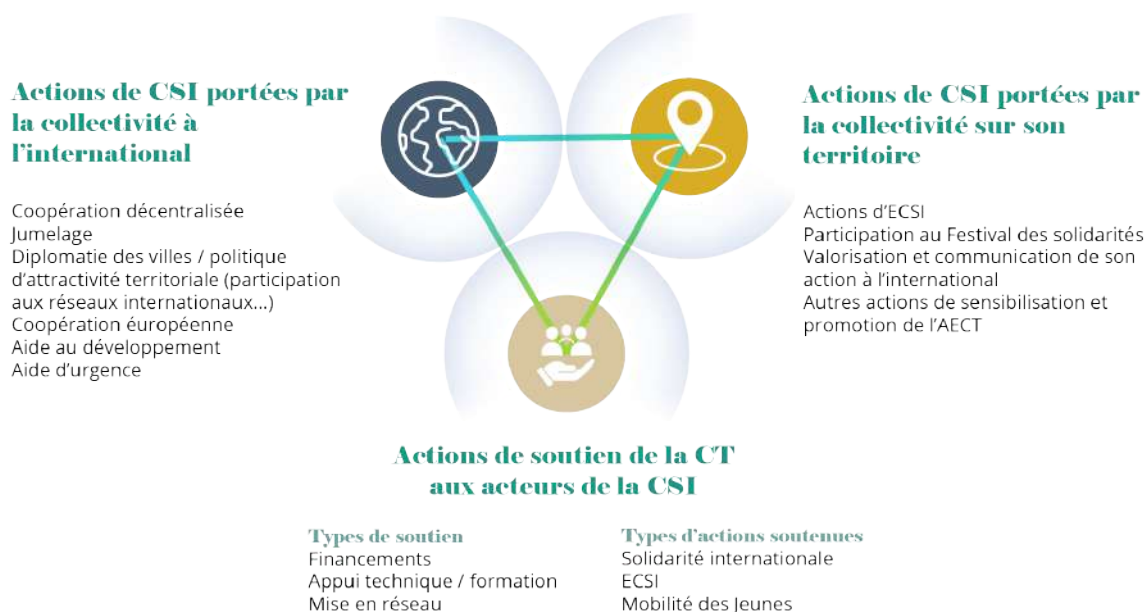 Actions de CSI portées par
la collectivité à
l'international
Coopération décentralisée
Jumelage
Diplomatie des villes / politique
d'attractivité territoriale (participation
aux réseaux internationaux...)
Coopération éuropéenne
Aide au développement
Aide d'urgence
Actions de CSI portées par
la collectivité sur son
territoire
Actions d'ECSI
Participation au Festival des solidarités
Valorisation et communication de son
action à l'international
Autres actions de sensibilisation et
promotion de l'AECT
Actions de soutien de la CT
aux acteurs de la CSI
Types de soutien
Financements
Appui technique / formation
Mise en réseau
Types d'actions soutenues
Solidarité internationale
ECSI
Mobilité des Jeunes